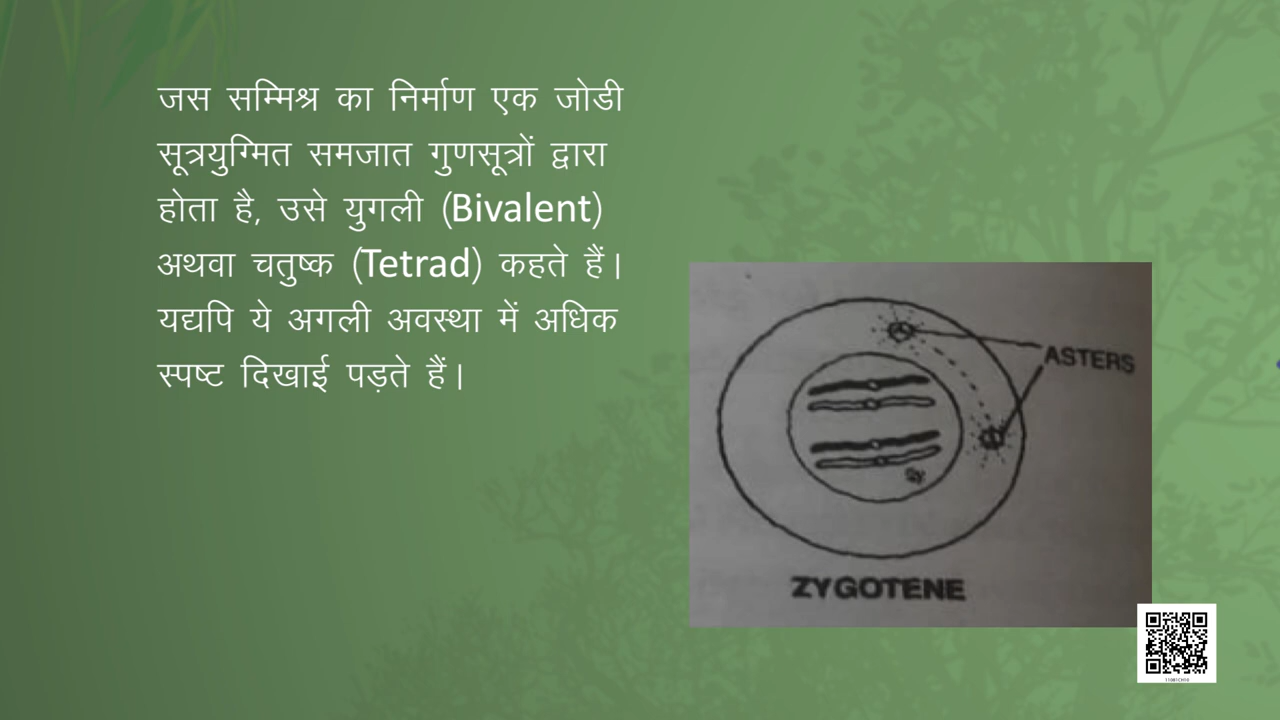 जस सम्मिश्र का निर्माण एक जोडी
सूत्रयुग्मित समजात गुणसूत्रों द्वारा
होता है, उसे युगली (Bivalent)
अथवा चतुष्क (Tetrad) कहते हैं।
यद्यपि ये अगली अवस्था में अधिक
स्पष्ट दिखाई पड़ते हैं।
ASTERS
ZYGOTENE